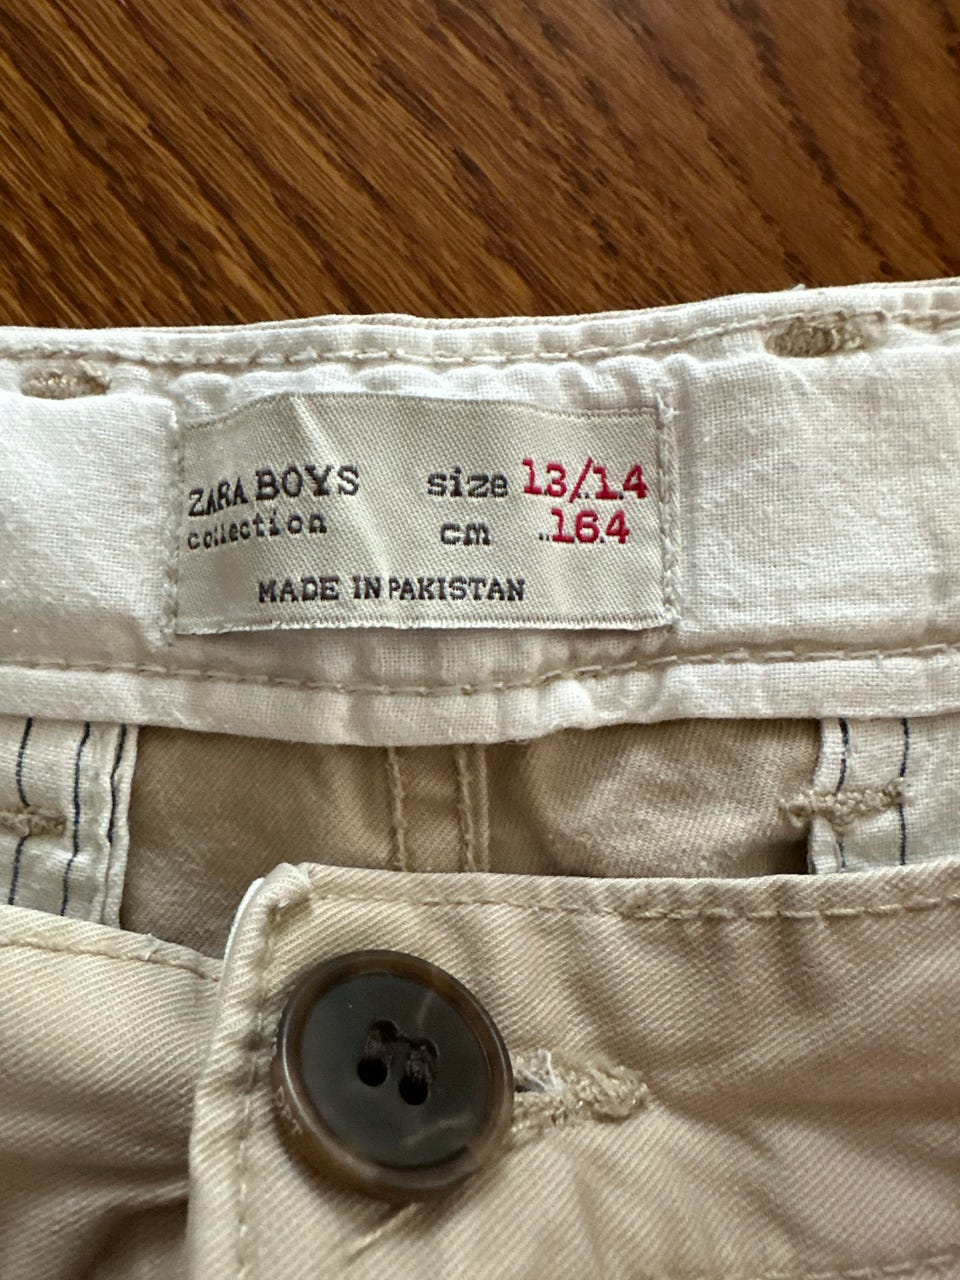 ZARA BOYS size 13/14
collection cm 164
MADE IN PAKISTAN